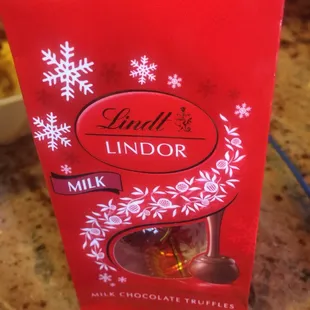 Lindt
LINDOR
MILK
MILK CHOCOLATE TRUFFLES